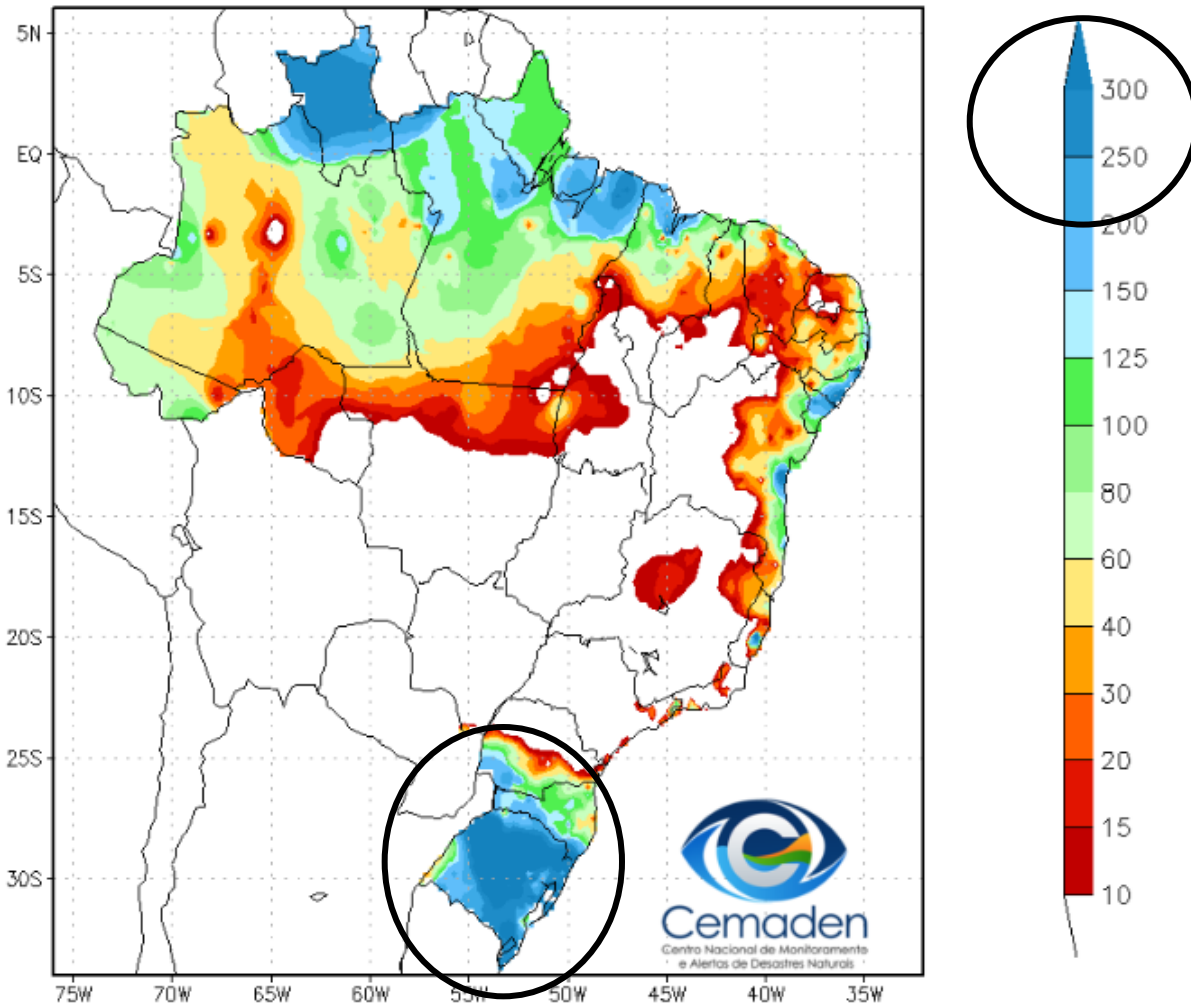 5N
EQ
5S
10S
15S
20S
25S
30S
75W
70W
65W
60W
55W
50W
45W
40W
35W
300
250
200
150
125
100
80
60
40
30
20
15
10
Cemaden
Centro Nacional de Monitoramento
e Alertas de Desastres Naturais